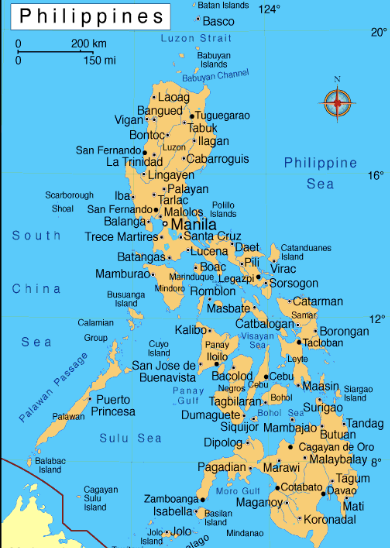 Philippines
124°
Batan Islands
Basco
20°
0 200 km
0 150 mi
Luzon Strait
Babuyan
Islands
Babuyan Channel
N
Laoag
Bangued
Tuguegarao
Vigan
Tabuk
Bontoc
Ilagan
Luzon
San Fernando
Cabarroguis
La Trinidad
Philippine
Sea
Lingayen
16°
Palayan
Scarborough
Shoal
Iba
Tarlac
San Fernando
Malolos
Polillo
Islands
Balanga
Manila
South
China
Sea
Trece Martires
Santa Cruz
Daet
Catanduanes
Island
Lucena
Pili
Virac
Batangas
Boac
Marinduque
Legazpi
Mamburao
Mindoro
Sorsogon
Romblon
Busuanga
Island
Masbate
Catarman
Samar
Calamian
Group
Catbalogan
12°
Kalibo
Visayan
Sea
Borongan
Cuyo
Islands
Panay
Tacloban
Iloilo
Leyte
Palawan Passage
San Jose de
Buenavista
Bacolod
Cebu
Negros
Cebu
Maasin
Siargao
Island
Panay
Gulf
Bohol
Puerto
Princesa
Tagbilaran
Surigao
Palawan
Dumaguete
Bohol Sea
Tandag
Siquijor
Mambajao
Butuan
Sulu Sea
Dipolog
Cagayan de Oro
Balabac
Island
8°
Pagadian
Marawi
Malaybalay
Moro Gulf
Tagum
Cagayan
Sulu
Island
Cotabato
Davao
Zamboanga
Maganoy
Mati
Isabella
Basilan
Island
Koronadal
Jolo
Island
Jolo
Mindanao
lago